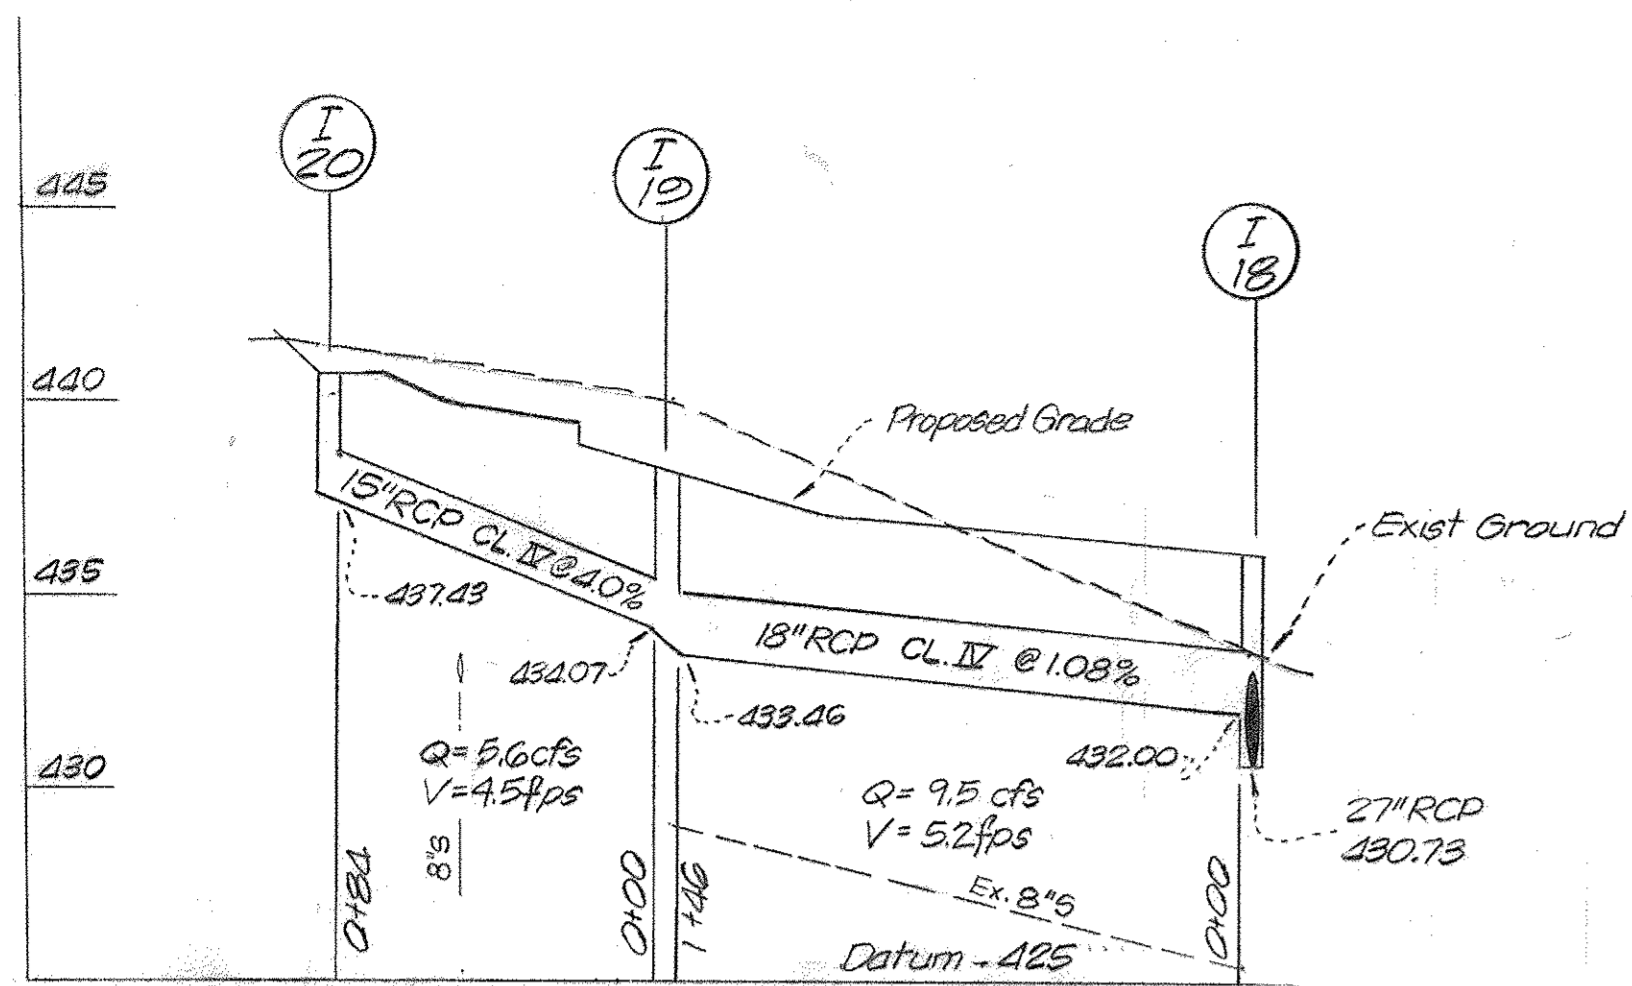 I
20
I
19
I
18
445
440
435
430
Proposed Grade
Exist Ground
15" RCP CL. IV @ 4.0%
437.43
434.07
18" RCP CL. IV @ 1.08%
433.46
432.00
Q= 5.6cfs
V=4.5fps
Q= 9.5 cfs
V= 5.2fps
27" RCP
430.73
8"S
Ex. 8"S
0+84
0+00
1+46
0+00
Datum - 425